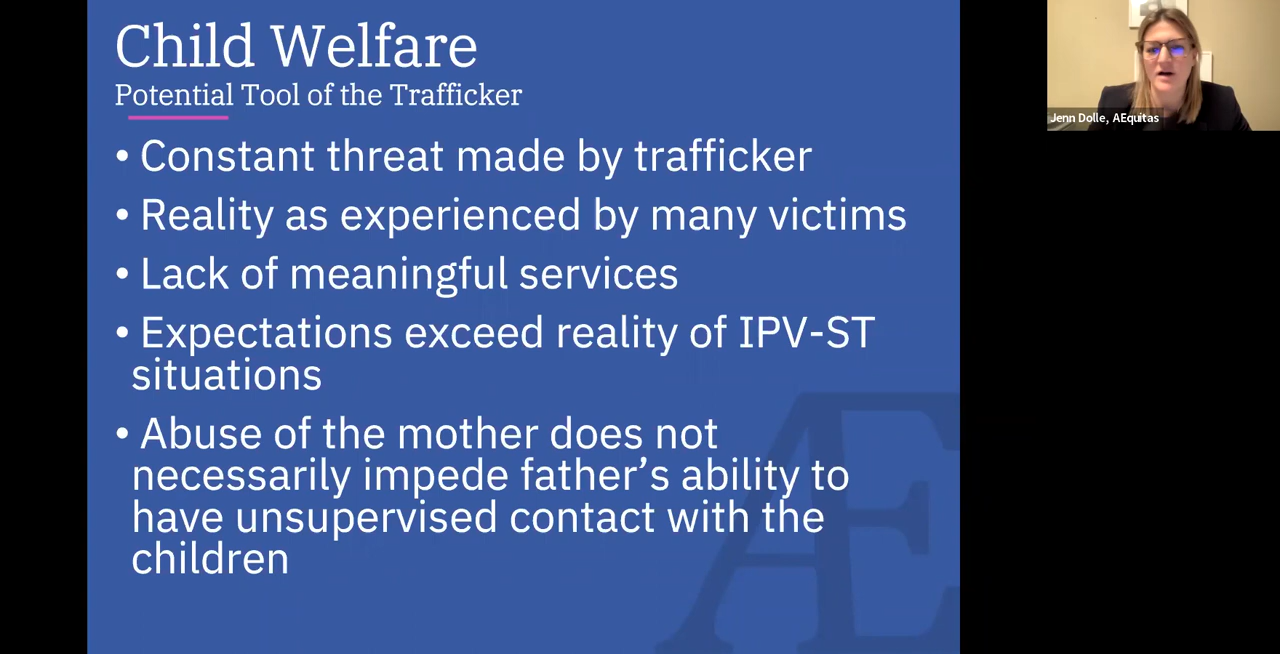 Child Welfare
Potential Tool of the Trafficker
• Constant threat made by trafficker
• Reality as experienced by many victims
• Lack of meaningful services
• Expectations exceed reality of IPV-ST
situations
• Abuse of the mother does not
necessarily impede father’s ability to
have unsupervised contact with the
children
Æ
Jenn Dolle, AEquitas